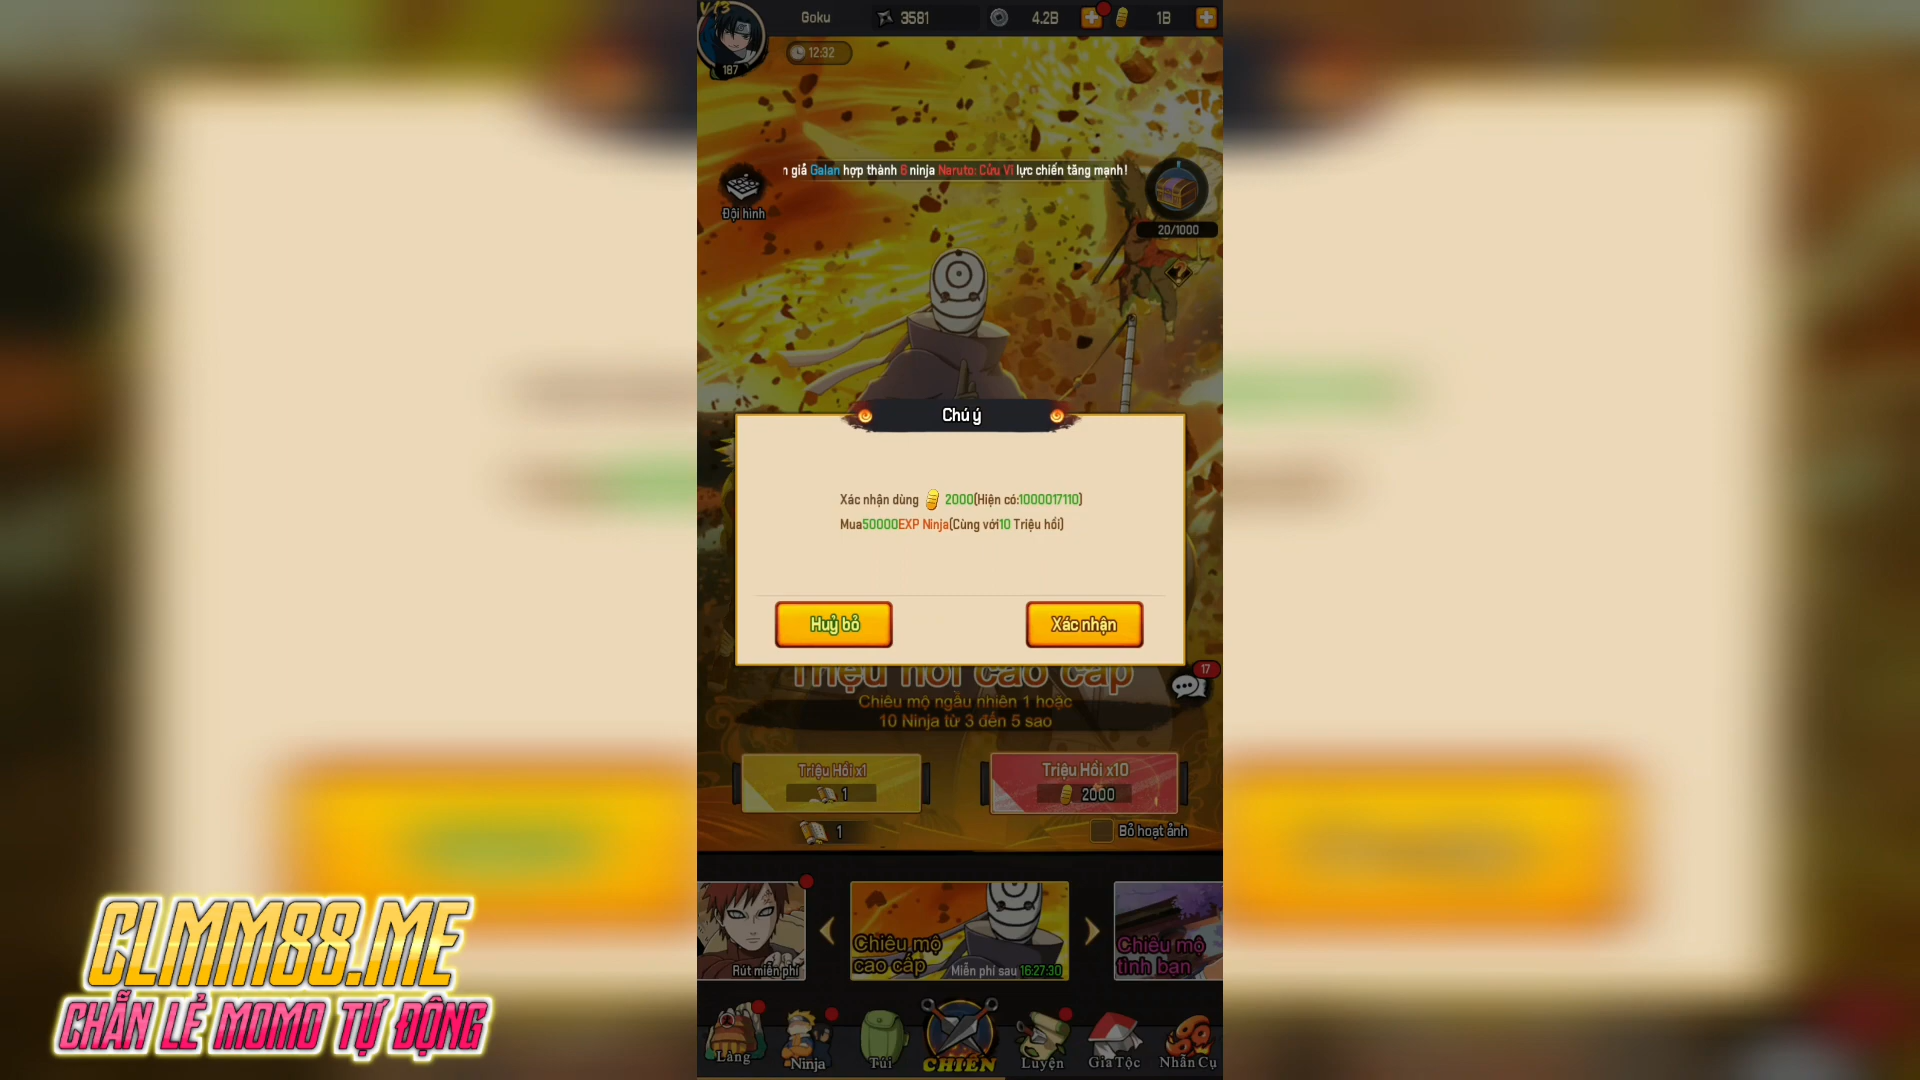 V13
Goku
3581
4.2B
1B
187
12:32
n giả Galan hợp thành 6 ninja Naruto: Cửu Vĩ lực chiến tăng mạnh!
Đội hình
20/1000
Chú ý
Xác nhận dùng 2000(Hiện có:1000017110)
Mua50000EXP Ninja(Cùng với10 Triệu hồi)
Huỷ bỏ
Xác nhận
17
Triệu hồi cao cấp
Chiêu mộ ngẫu nhiên 1 hoặc
10 Ninja từ 3 đến 5 sao
Triệu Hồi x1
1
Triệu Hồi x10
2000
1
Bỏ hoạt ảnh
Rút miễn phí
Chiêu mộ
cao cấp
Miễn phí sau 16:27:30
Chiêu mộ
tình bạn
Làng
Ninja
Túi
CHIẾN
Luyện
Gia Tộc
Nhẫn Cụ
CLMM88.ME
CHẴN LẺ MOMO TỰ ĐỘNG